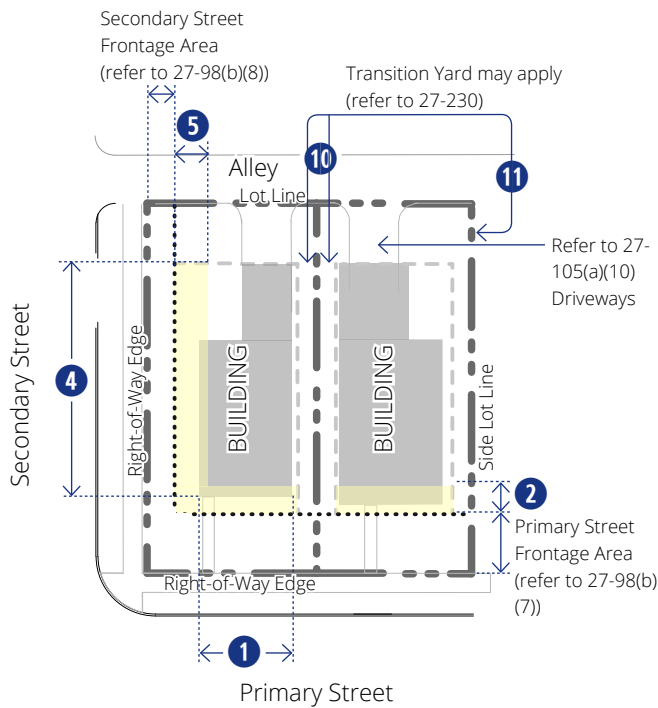 Secondary Street
Frontage Area
(refer to 27-98(b)(8))
Transition Yard may apply
(refer to 27-230)
5
10
11
Alley
Lot Line
Refer to 27-
105(a)(10)
Driveways
Secondary Street
4
Right-of-Way Edge
BUILDING
BUILDING
Side Lot Line
2
Primary Street
Frontage Area
(refer to 27-98(b)
(7))
Right-of-Way Edge
1
Primary Street